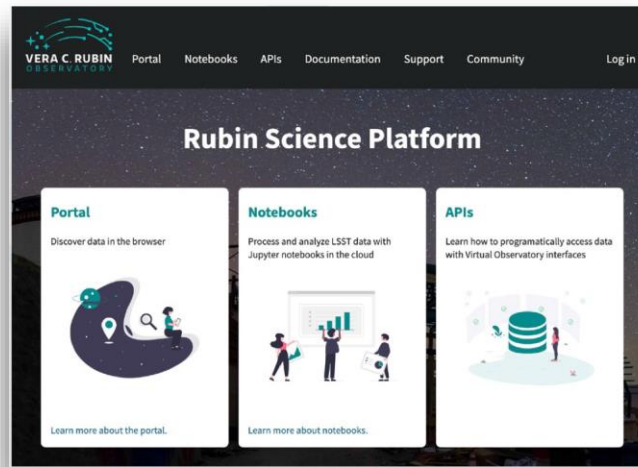 VERA C. RUBIN
OBSERVATORY
Portal
Notebooks
APIs
Documentation
Support
Community
Log in
Rubin Science Platform
Portal
Discover data in the browser
Learn more about the portal.
Notebooks
Process and analyze LSST data with
Jupyter notebooks in the cloud
Learn more about notebooks.
APIs
Learn how to programatically access data
with Virtual Observatory interfaces